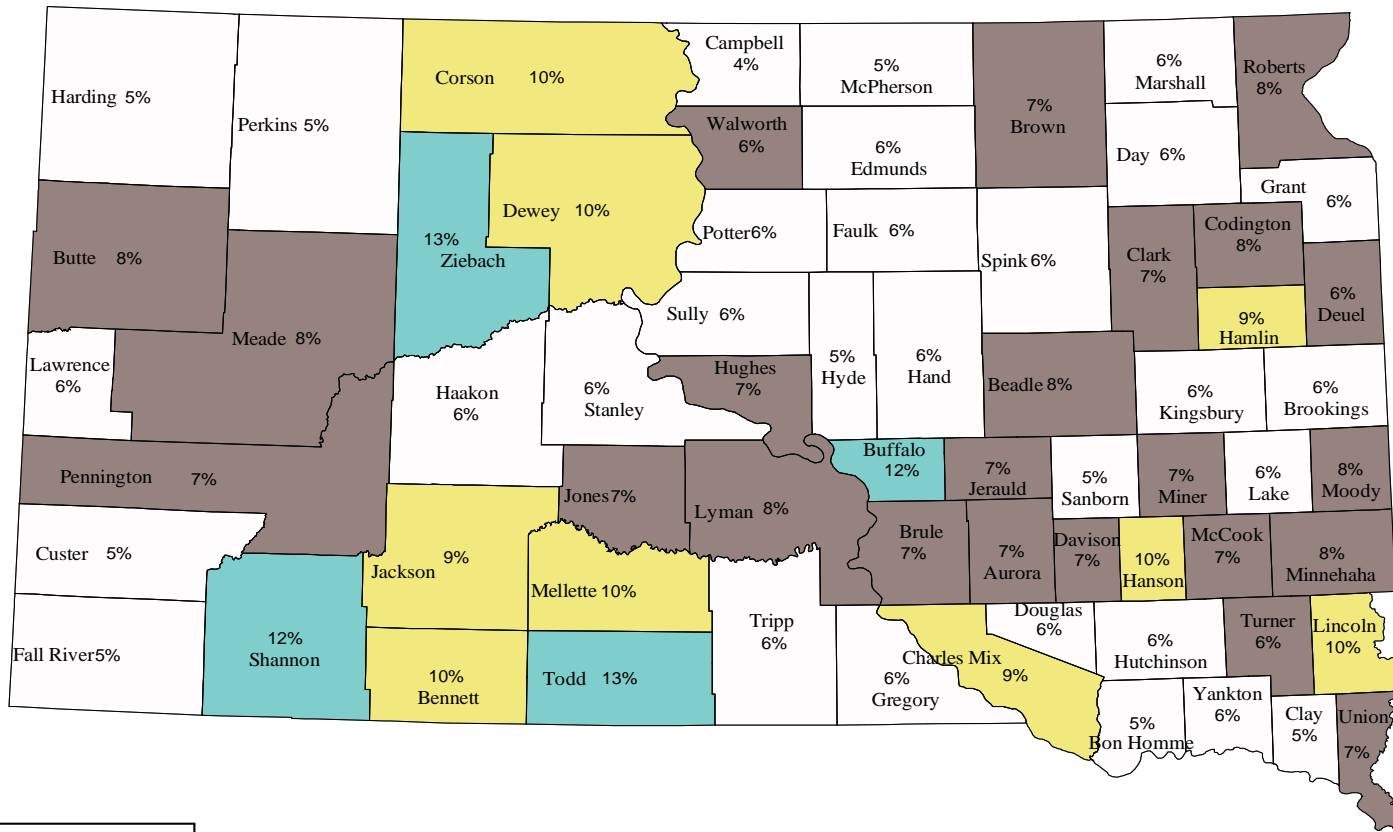 Campbell
4%
5%
McPherson
6%
Marshall
Roberts
8%
Corson 10%
Harding 5%
Perkins 5%
7%
Brown
Walworth
6%
6%
Edmunds
Day 6%
Grant
6%
Dewey 10%
Potter6%
Faulk 6%
Codington
8%
13%
Ziebach
Butte 8%
Spink 6%
Clark
7%
6%
Deuel
Sully 6%
9%
Hamlin
Meade 8%
Lawrence
6%
Haakon
6%
6%
Stanley
Hughes
7%
5%
Hyde
6%
Hand
Beadle 8%
6%
Kingsbury
6%
Brookings
Pennington 7%
Buffalo
12%
7%
Jerauld
5%
Sanborn
7%
Miner
6%
Lake
8%
Moody
Jones7%
Lyman 8%
Custer 5%
Jackson 9%
Brule
7%
7%
Aurora
Davison
7%
10%
Hanson
McCook
7%
8%
Minnehaha
Mellette 10%
Tripp
6%
Douglas
6%
6%
Hutchinson
Turner
6%
Lincoln
10%
Fall River5%
12%
Shannon
10%
Bennett
Todd 13%
6%
Gregory
Charles Mix
9%
5%
Bon Homme
Yankton
6%
Clay
5%
Union
7%